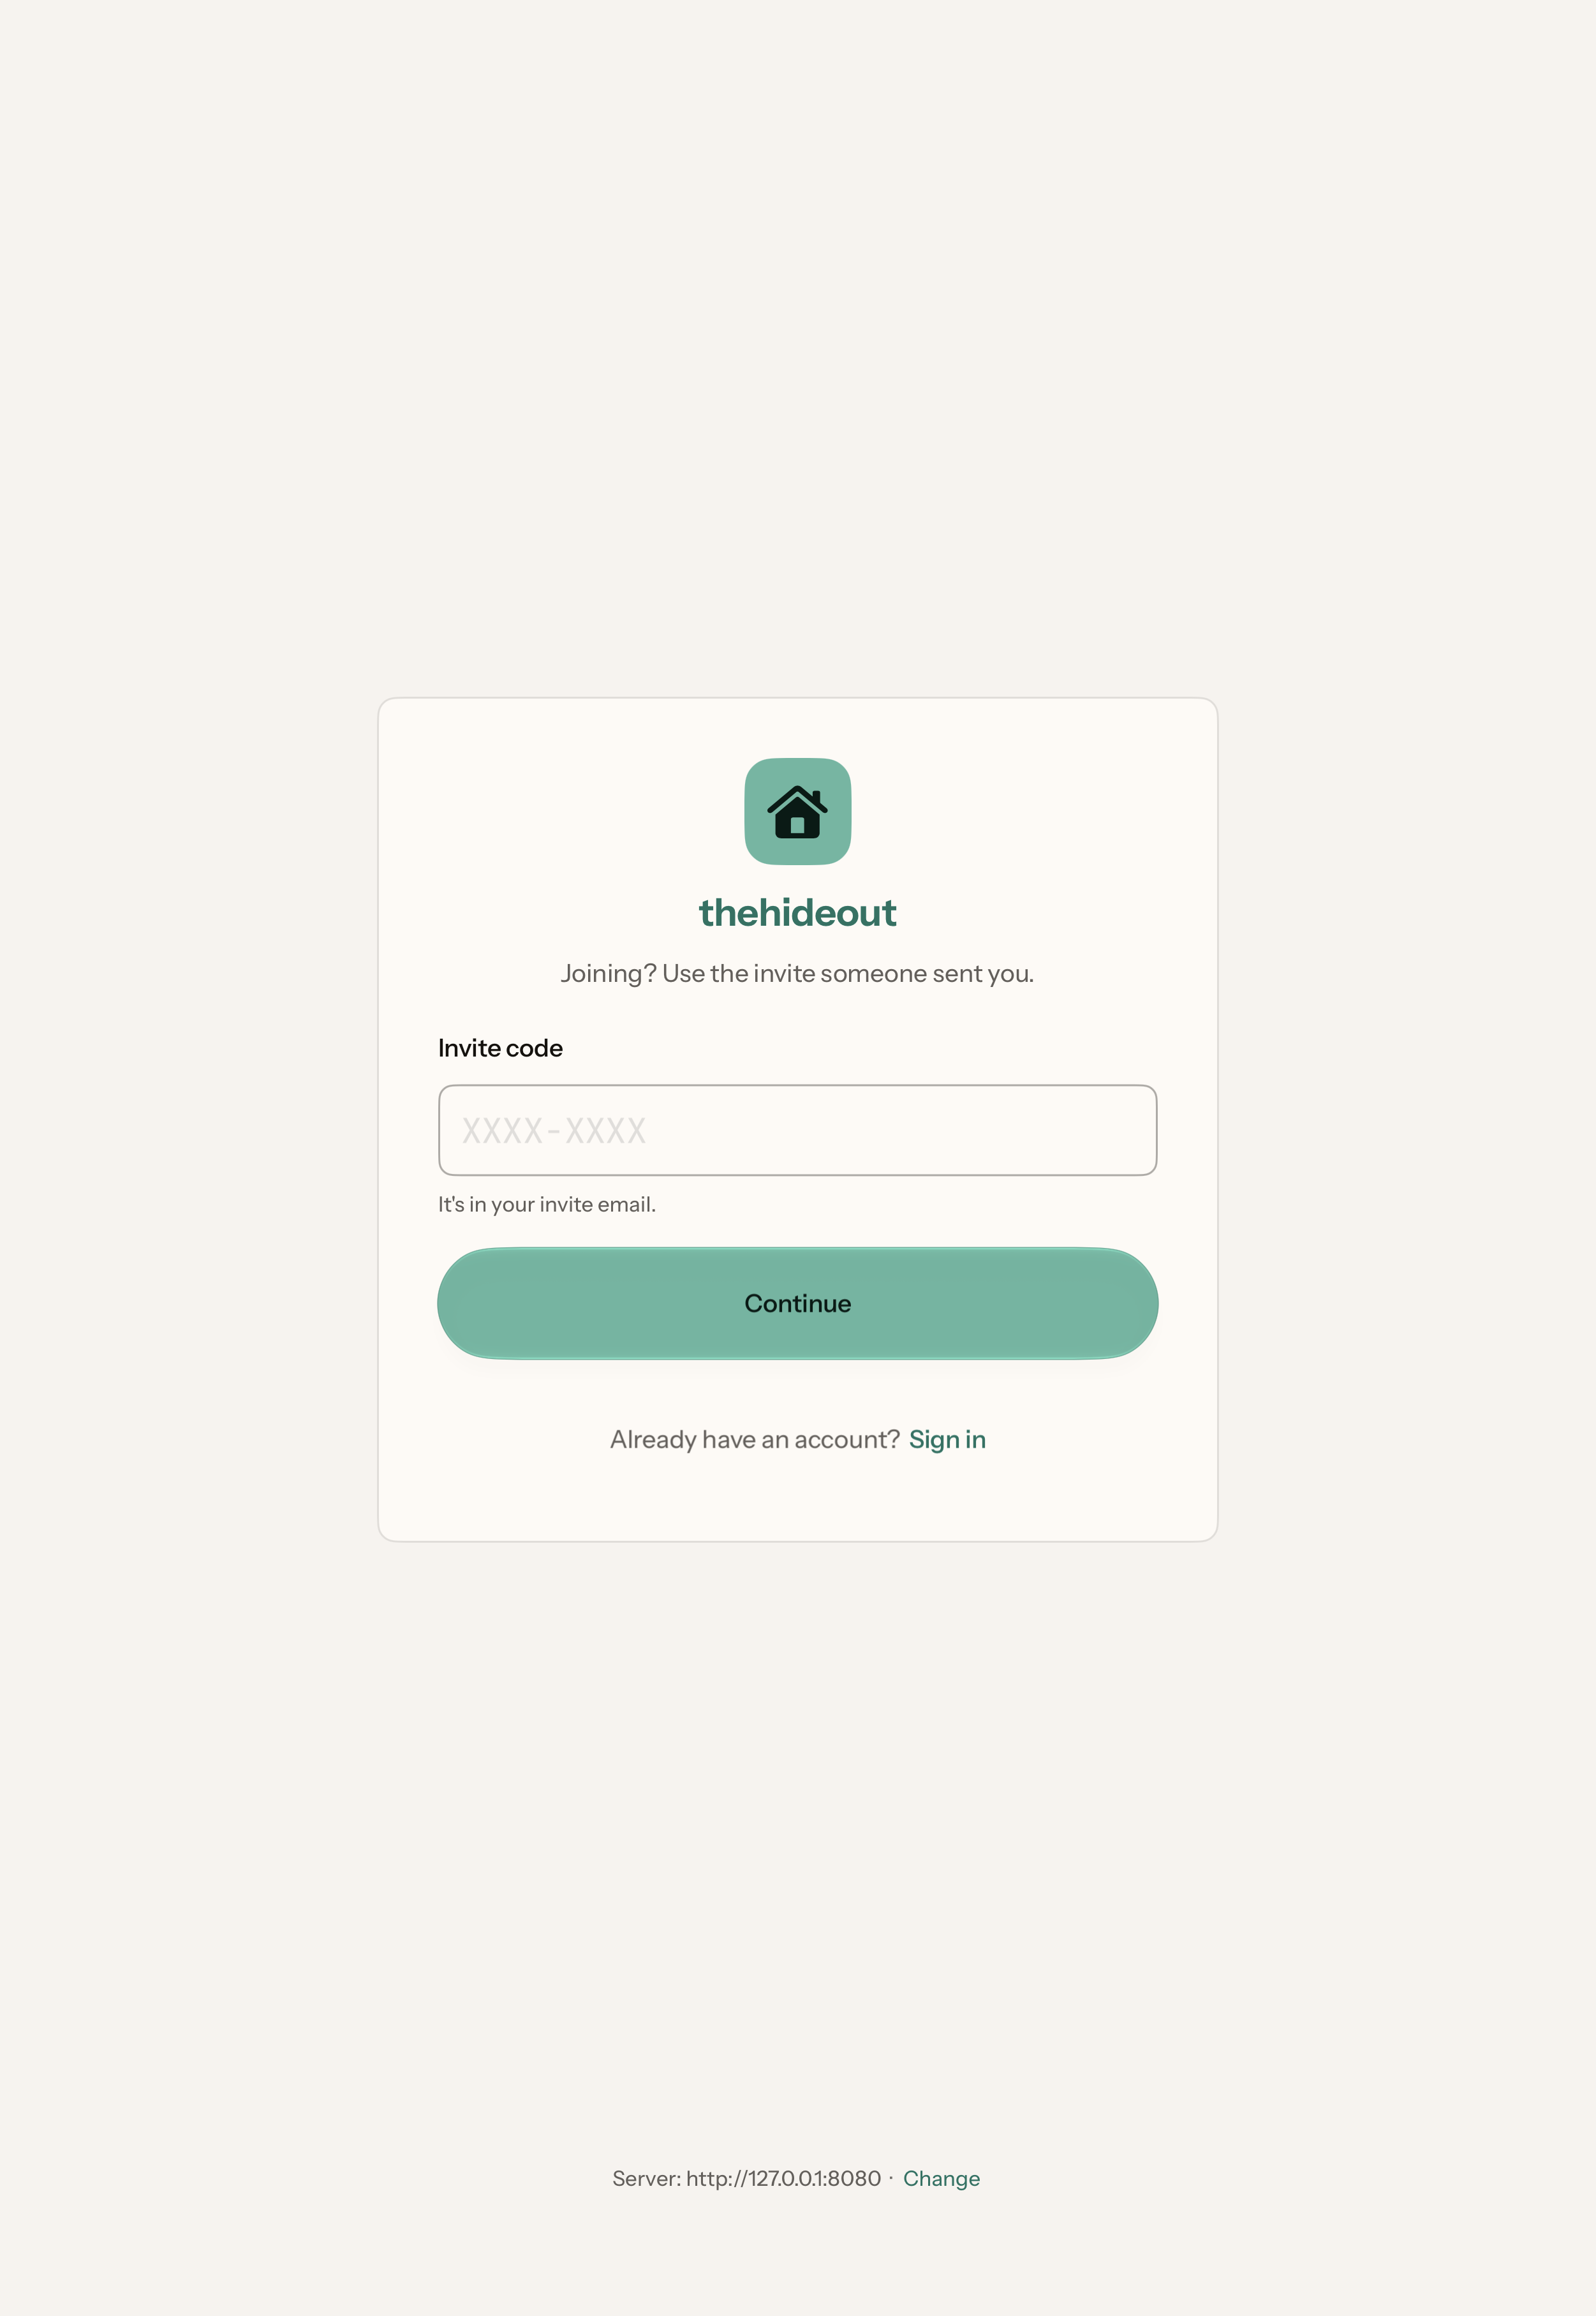 thehideout
Joining? Use the invite someone sent you.
Invite code
XXXX-XXXX
It's in your invite email.
Continue
Already have an account? Sign in
Server: http://127.0.0.1:8080 · Change